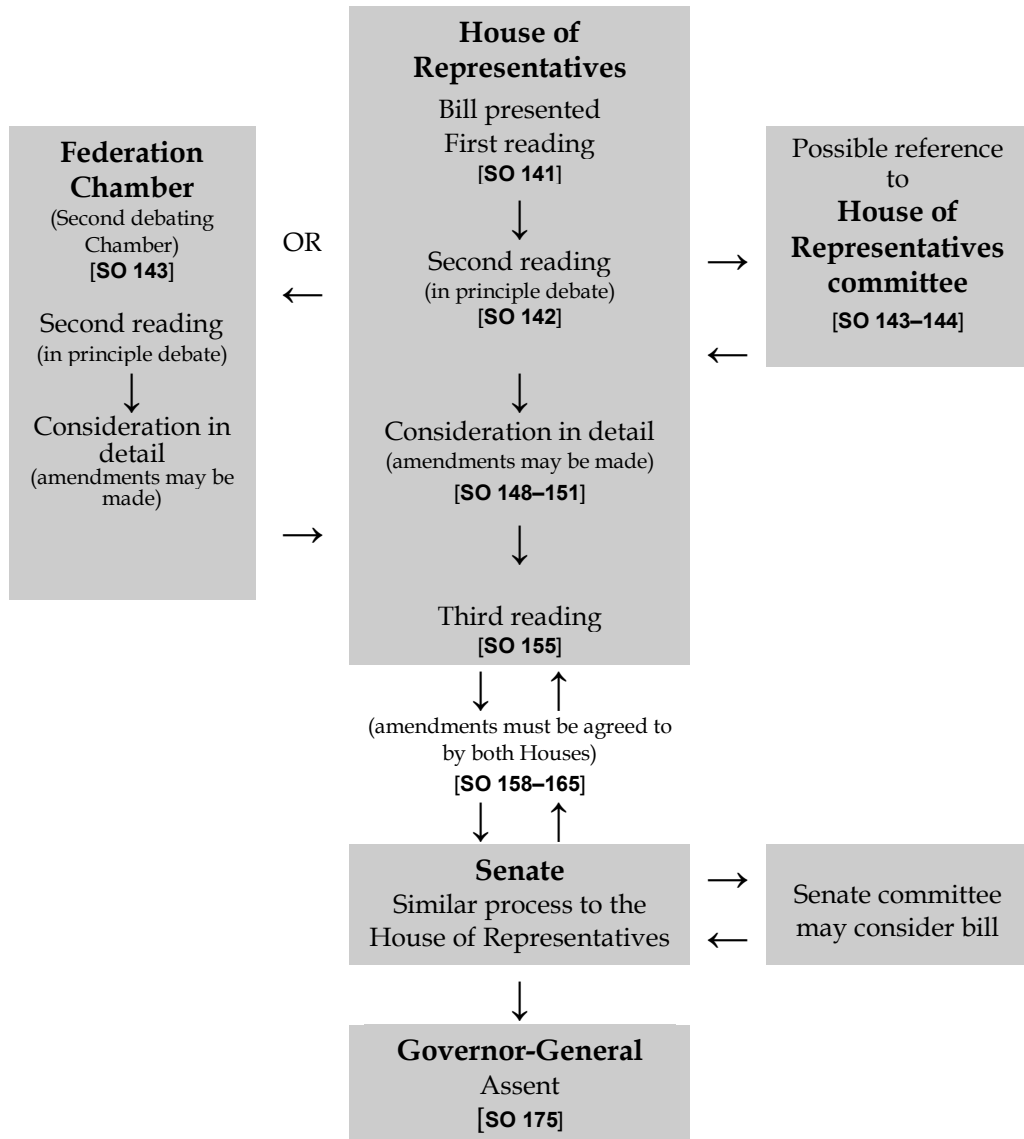 House of
Representatives
Bill presented
First reading
[SO 141]
↓
Second reading
(in principle debate)
[SO 142]
↓
Consideration in detail
(amendments may be made)
[SO 148–151]
↓
Third reading
[SO 155]
Federation
Chamber
(Second debating
Chamber)
[SO 143]
Second reading
(in principle debate)
↓
Consideration in
detail
(amendments may be
made)
OR
←
→
→
←
Possible reference
to
House of
Representatives
committee
[SO 143–144]
↓ ↑
(amendments must be agreed to
by both Houses)
[SO 158–165]
↓ ↑
Senate
Similar process to the
House of Representatives
→
←
Senate committee
may consider bill
↓
Governor-General
Assent
[SO 175]